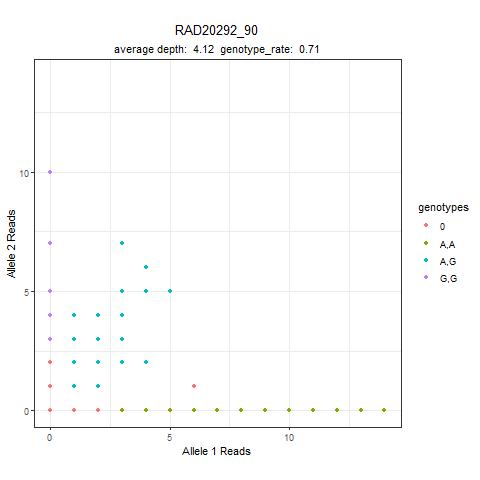 RAD20292_90
average depth: 4.12 genotype_rate: 0.71
10
5
0
0
5
10
Allele 2 Reads
Allele 1 Reads
genotypes
0
A,A
A,G
G,G